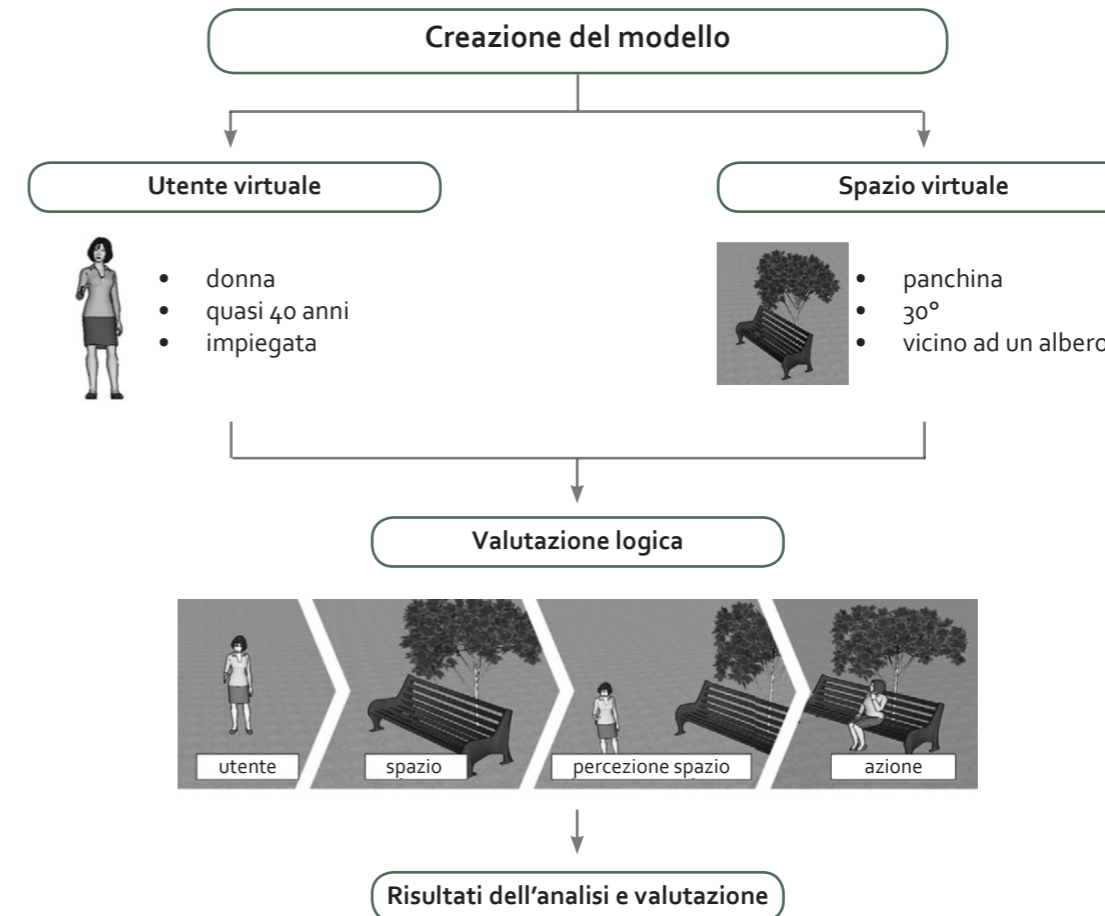 Creazione del modello
Utente virtuale
• donna
• quasi 40 anni
• impiegata
Spazio virtuale
• panchina
• 30°
• vicino ad un albero
Valutazione logica
utente
spazio
percezione spazio
azione
Risultati dell'analisi e valutazione